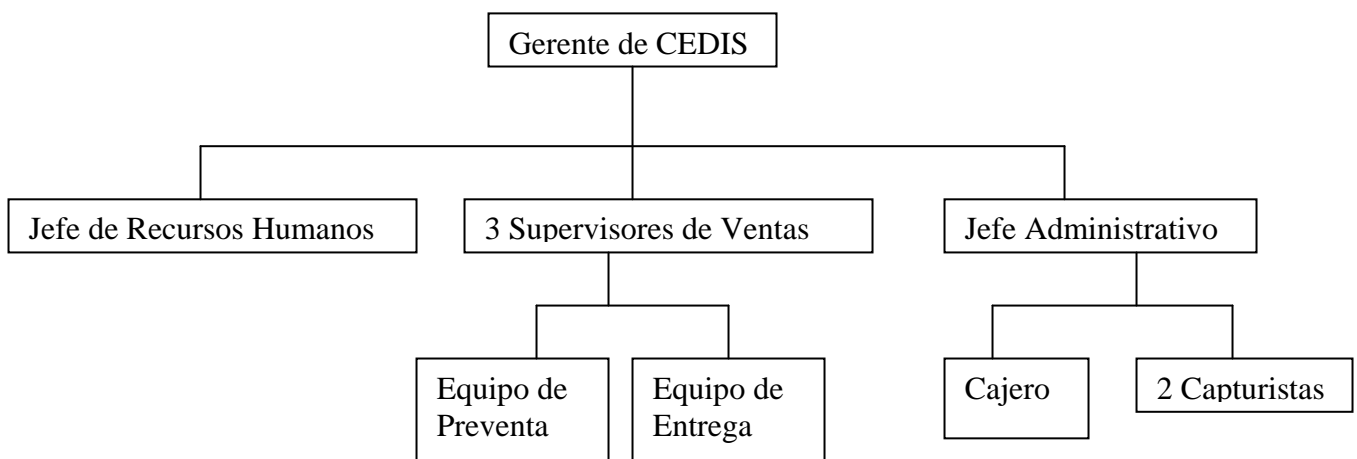 Gerente de CEDIS
Jefe de Recursos Humanos
3 Supervisores de Ventas
Jefe Administrativo
Equipo de
Preventa
Equipo de
Entrega
Cajero
2 Capturistas